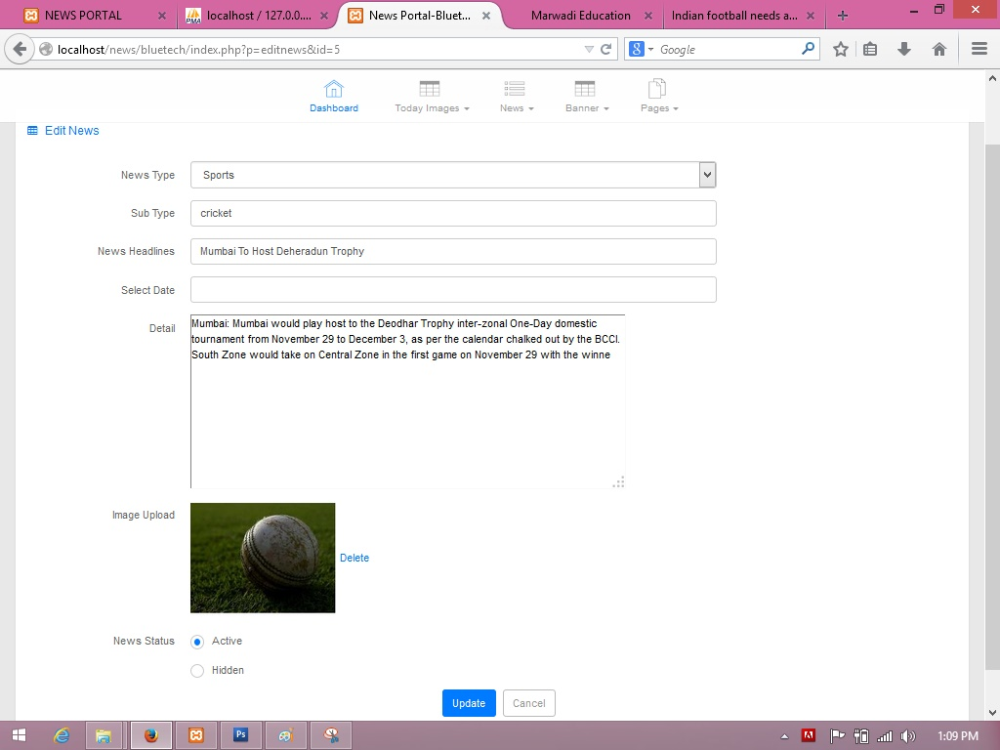 NEWS PORTAL
localhost / 127.0.0....
News Portal-Bluet...
Marwadi Education
Indian football needs a...
localhost/news/bluetech/index.php?p=editnews&id=5
Google
Dashboard
Today Images
News
Banner
Pages
Edit News
News Type
Sports
Sub Type
cricket
News Headlines
Mumbai To Host Deheradun Trophy
Select Date
Detail
Mumbai: Mumbai would play host to the Deodhar Trophy inter-zonal One-Day domestic
tournament from November 29 to December 3, as per the calendar chalked out by the BCCI.
South Zone would take on Central Zone in the first game on November 29 with the winne
Image Upload
Delete
News Status
Active
Hidden
Update
Cancel
1:09 PM